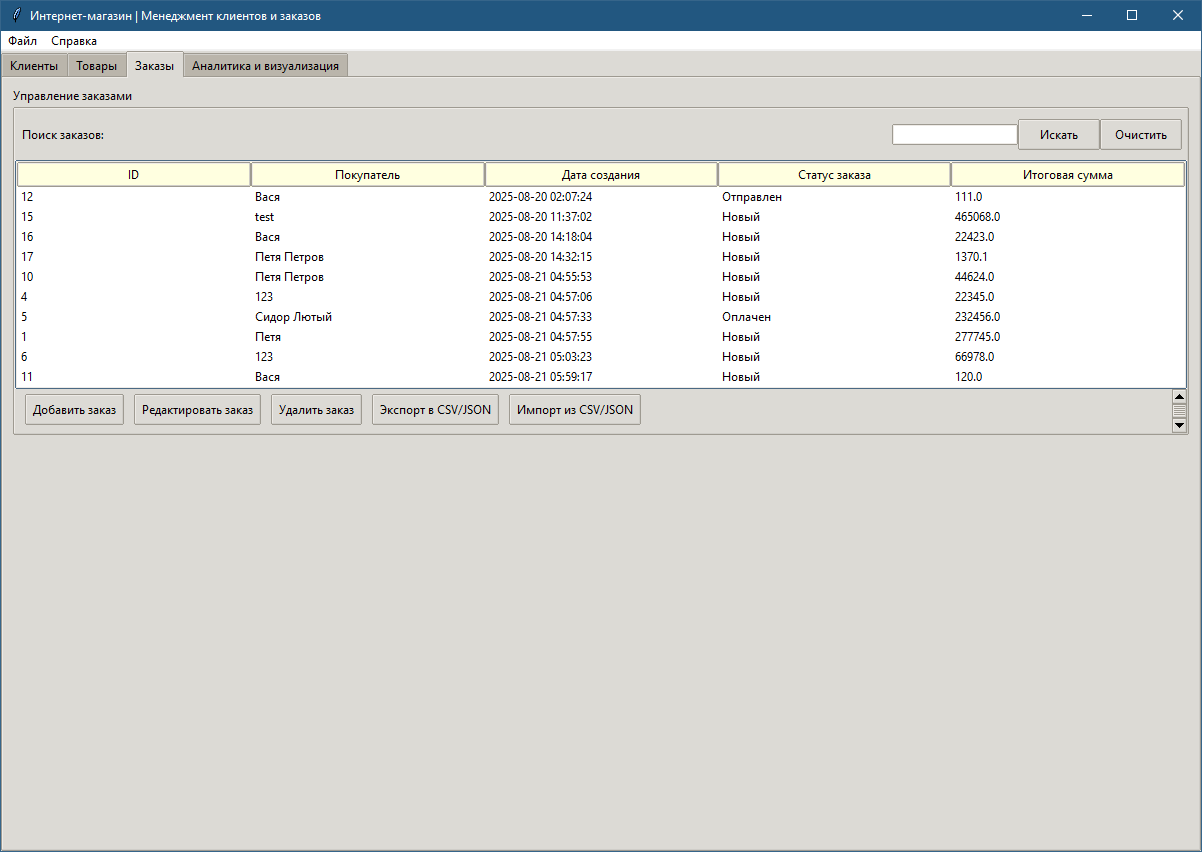 Интернет-магазин | Менеджмент клиентов и заказов
Файл Справка
Клиенты Товары Заказы Аналитика и визуализация
Управление заказами
Поиск заказов: Искать Очистить
ID Покупатель Дата создания Статус заказа Итоговая сумма
12 Вася 2025-08-20 02:07:24 Отправлен 111.0
15 test 2025-08-20 11:37:02 Новый 465068.0
16 Вася 2025-08-20 14:18:04 Новый 22423.0
17 Петя Петров 2025-08-20 14:32:15 Новый 1370.1
10 Петя Петров 2025-08-21 04:55:53 Новый 44624.0
4 123 2025-08-21 04:57:06 Новый 22345.0
5 Сидор Лютый 2025-08-21 04:57:33 Оплачен 232456.0
1 Петя 2025-08-21 04:57:55 Новый 277745.0
6 123 2025-08-21 05:03:23 Новый 66978.0
11 Вася 2025-08-21 05:59:17 Новый 120.0
Добавить заказ Редактировать заказ Удалить заказ Экспорт в CSV/JSON Импорт из CSV/JSON